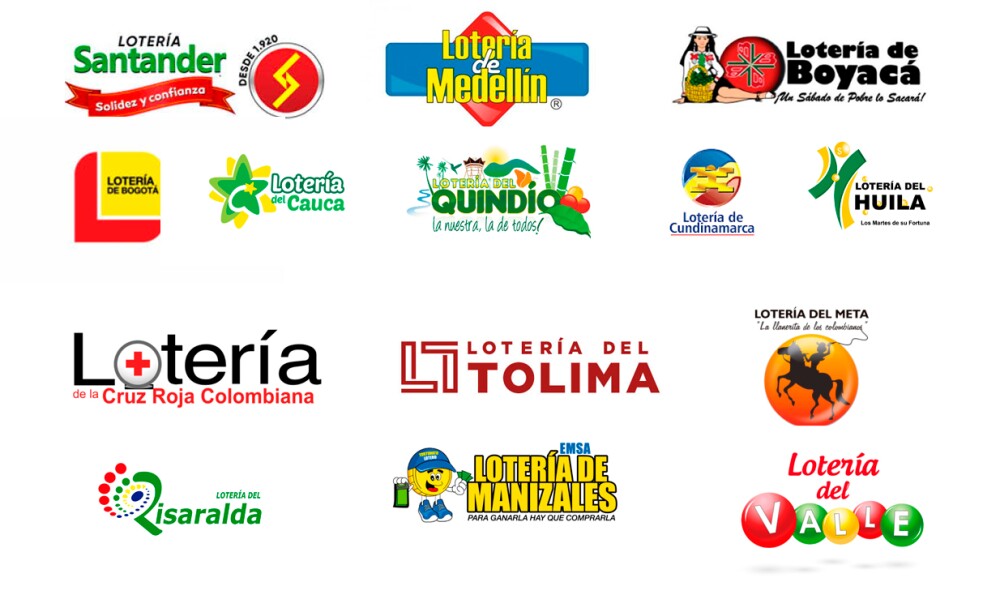 LOTERÍA
Santander
Solidez y confianza
DESDE 1.920
Lotería
de
Medellín
®
Lotería de
Boyacá
¡Un Sábado de Pobre lo Sacará!
LOTERÍA
DE BOGOTÁ
Lotería
del Cauca
LOTERÍA DEL
QUINDÍO
la nuestra, la de todos!
Lotería de
Cundinamarca
LOTERÍA DEL
HUILA
Los Martes de su Fortuna
Lotería
de la Cruz Roja Colombiana
LOTERÍA DEL
TOLIMA
LOTERÍA DEL META
"La llanerita de los colombianos"
LOTERÍA DEL
Risaralda
EMSA
LOTERÍA DE
MANIZALES
PARA GANARLA HAY QUE COMPRARLA
Lotería
del
VALLE